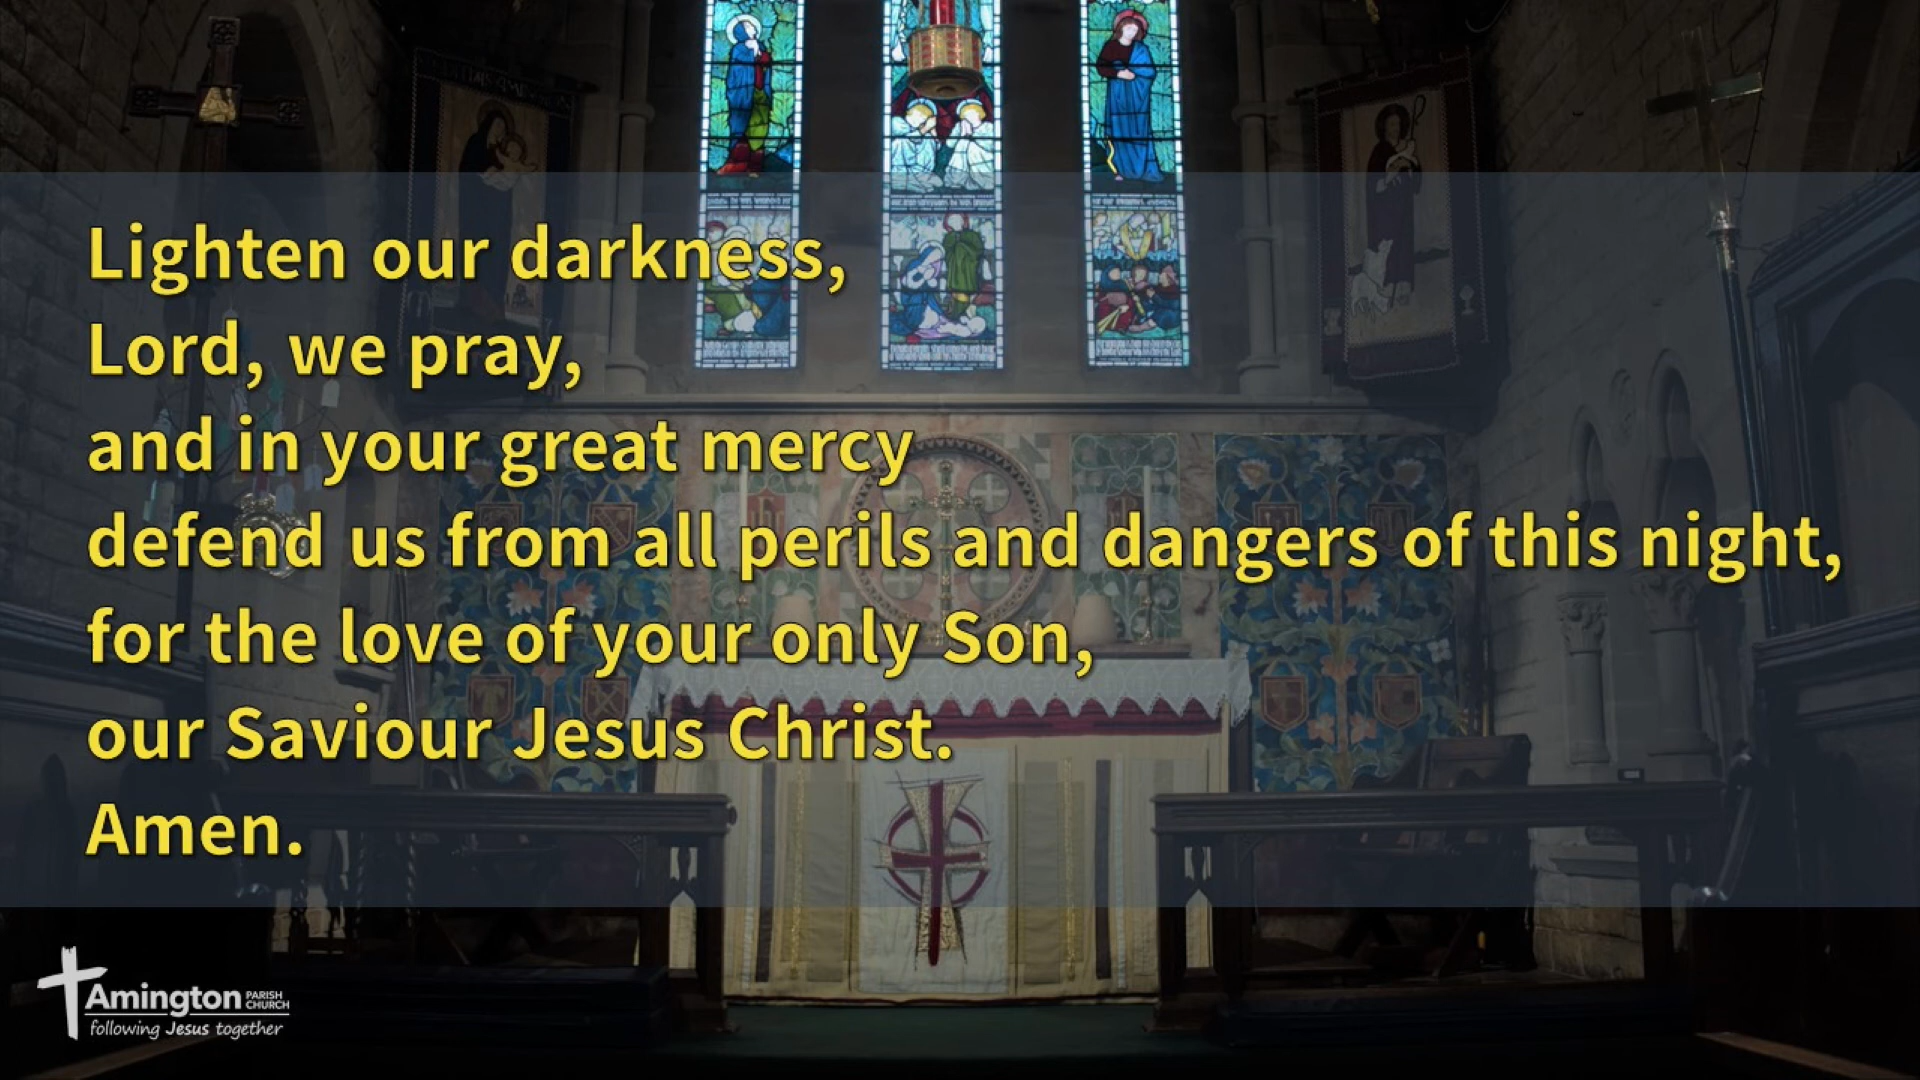 Lighten our darkness,
Lord, we pray,
and in your great mercy
defend us from all perils and dangers of this night,
for the love of your only Son,
our Saviour Jesus Christ.
Amen.
Amington PARISH CHURCH
following Jesus together